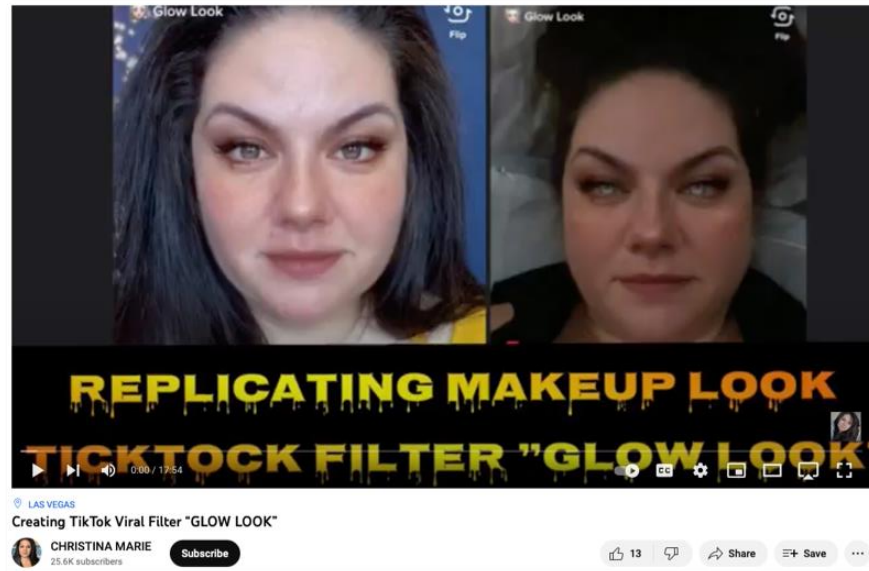 Glow Look
Flip
Glow Look
Flip
REPLICATING MAKEUP LOOK
TICKTOCK FILTER "GLOW LOOK"
0:00 / 17:54
CC
LAS VEGAS
Creating TikTok Viral Filter "GLOW LOOK"
CHRISTINA MARIE
25.6K subscribers
Subscribe
13
Share
Save